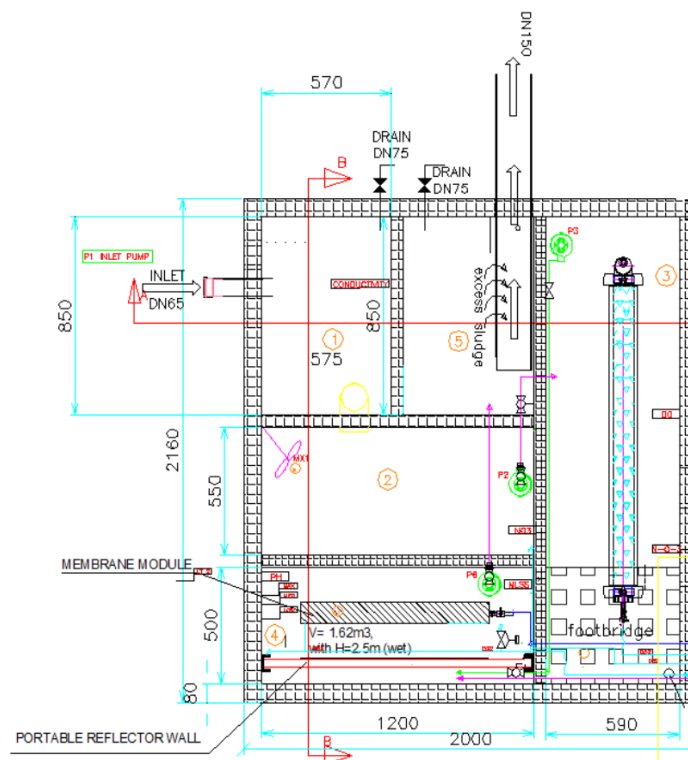 DN150
570
B
DRAIN
DN75
DRAIN
DN75
P1 INLET PUMP
P3
3
INLET
A
DN65
CONDUCTIVITY
850
850
excess sludge
1
5
575
DO
2160
MX1
P2
550
2
NO3
MEMBRANE MODULE
PH
P6
MLSS
500
4
V= 1.62m3,
with H=2.5m (wet)
footbridge
80
1200
590
PORTABLE REFLECTOR WALL
2000
B